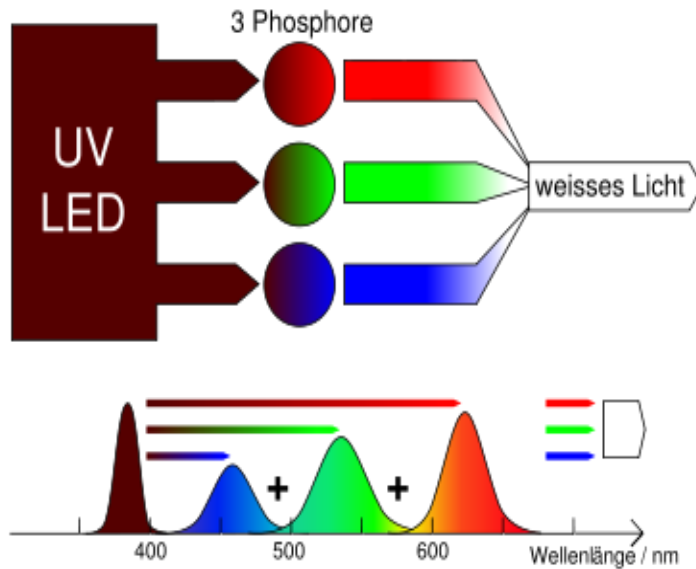 3 Phosphore
UV
LED
weisses Licht
+ +
400 500 600 Wellenlänge / nm